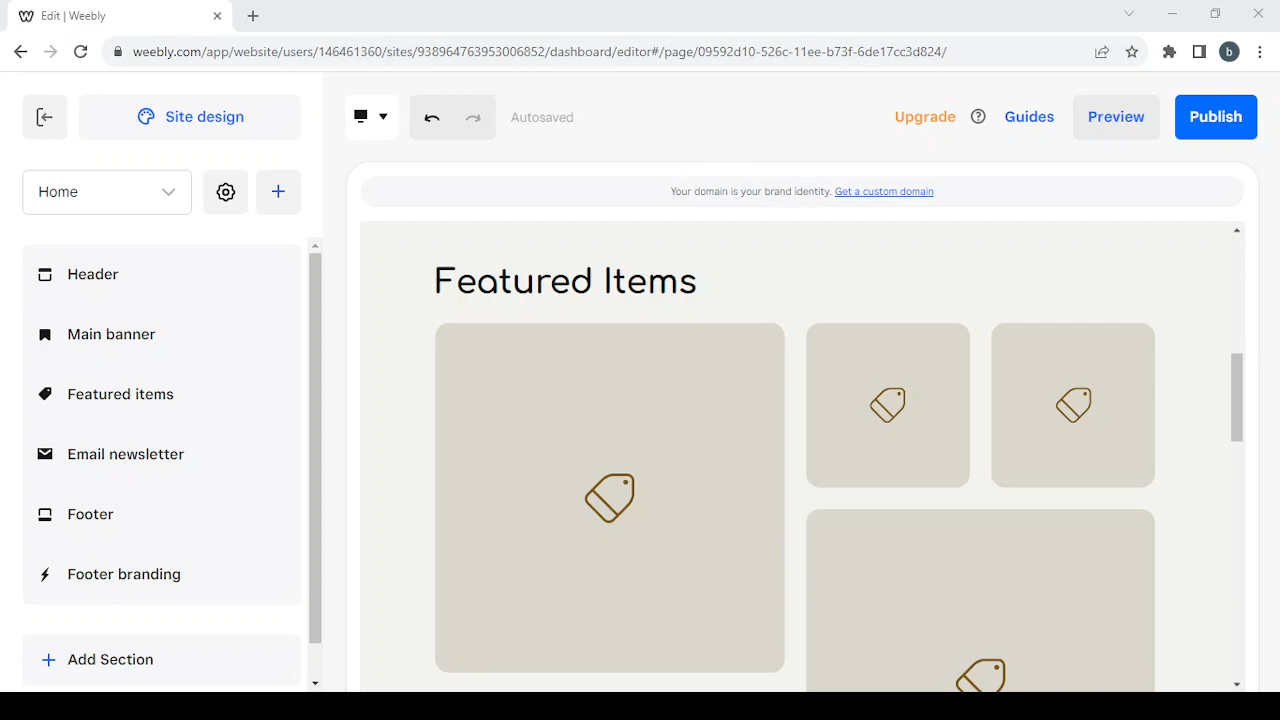 Edit | Weebly
weebly.com/app/website/users/146461360/sites/938964763953006852/dashboard/editor#/page/09592d10-526c-11ee-b73f-6de17cc3d824/
b
Site design
Autosaved
Upgrade
Guides
Preview
Publish
Home
Your domain is your brand identity. Get a custom domain
Header
Main banner
Featured items
Email newsletter
Footer
Footer branding
Add Section
Featured Items